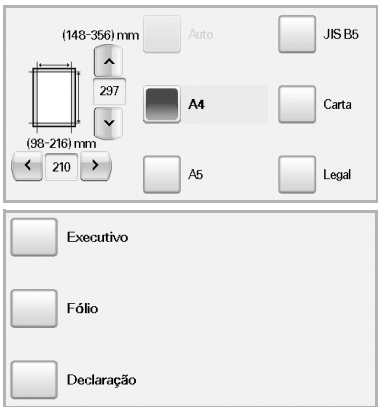 (148-356) mm
Auto
JIS B5
297
A4
Carta
(98-216) mm
210
A5
Legal
Executivo
Fólio
Declaração